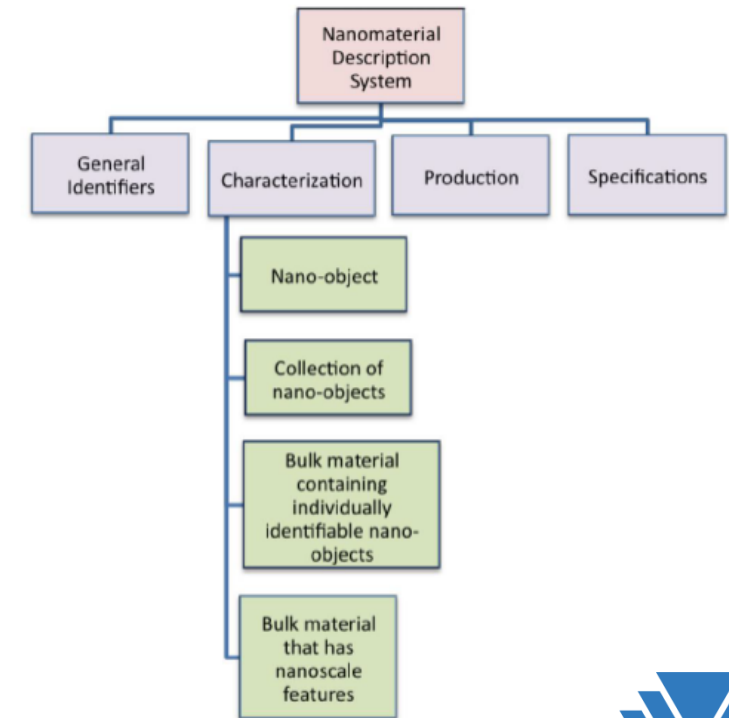 Nanomaterial
Description
System
General
Identifiers
Characterization
Production
Specifications
Nano-object
Collection of
nano-objects
Bulk material
containing
individually
identifiable nano-
objects
Bulk material
that has
nanoscale
features